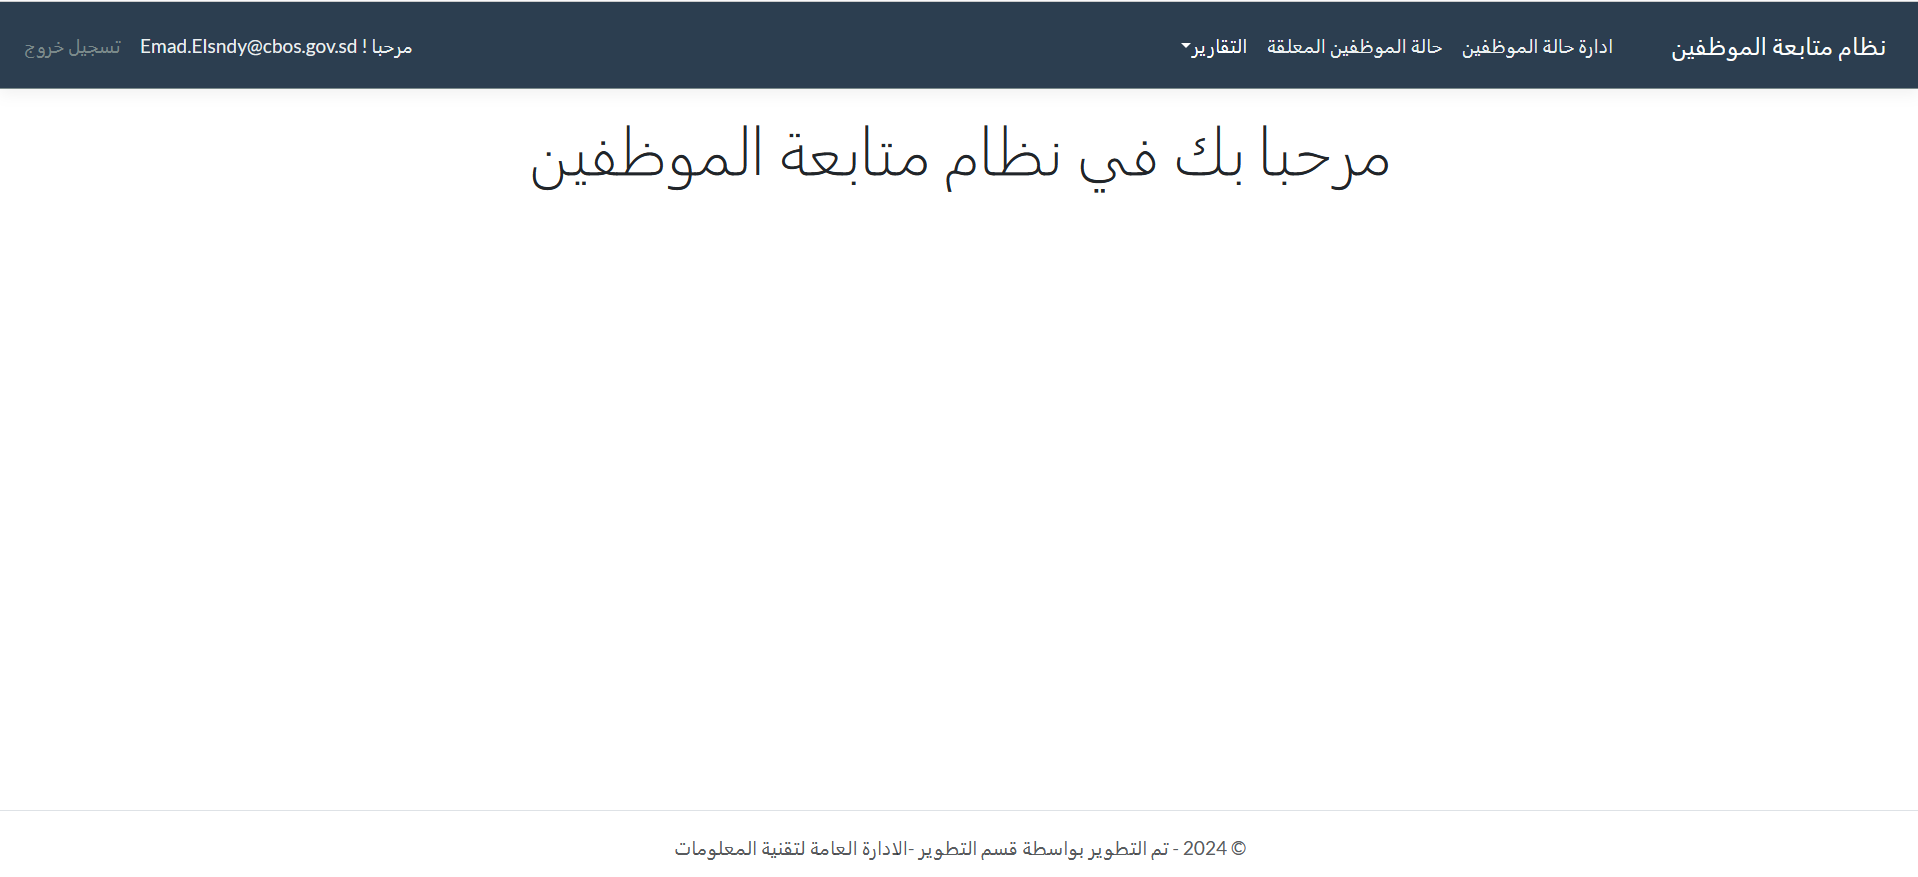 نظام متابعة الموظفين
ادارة حالة الموظفين
حالة الموظفين المعلقة
التقارير
مرحبا ! Emad.Elsndy@cbos.gov.sd
تسجيل خروج
مرحبا بك في نظام متابعة الموظفين
© 2024 - تم التطوير بواسطة قسم التطوير -الادارة العامة لتقنية المعلومات